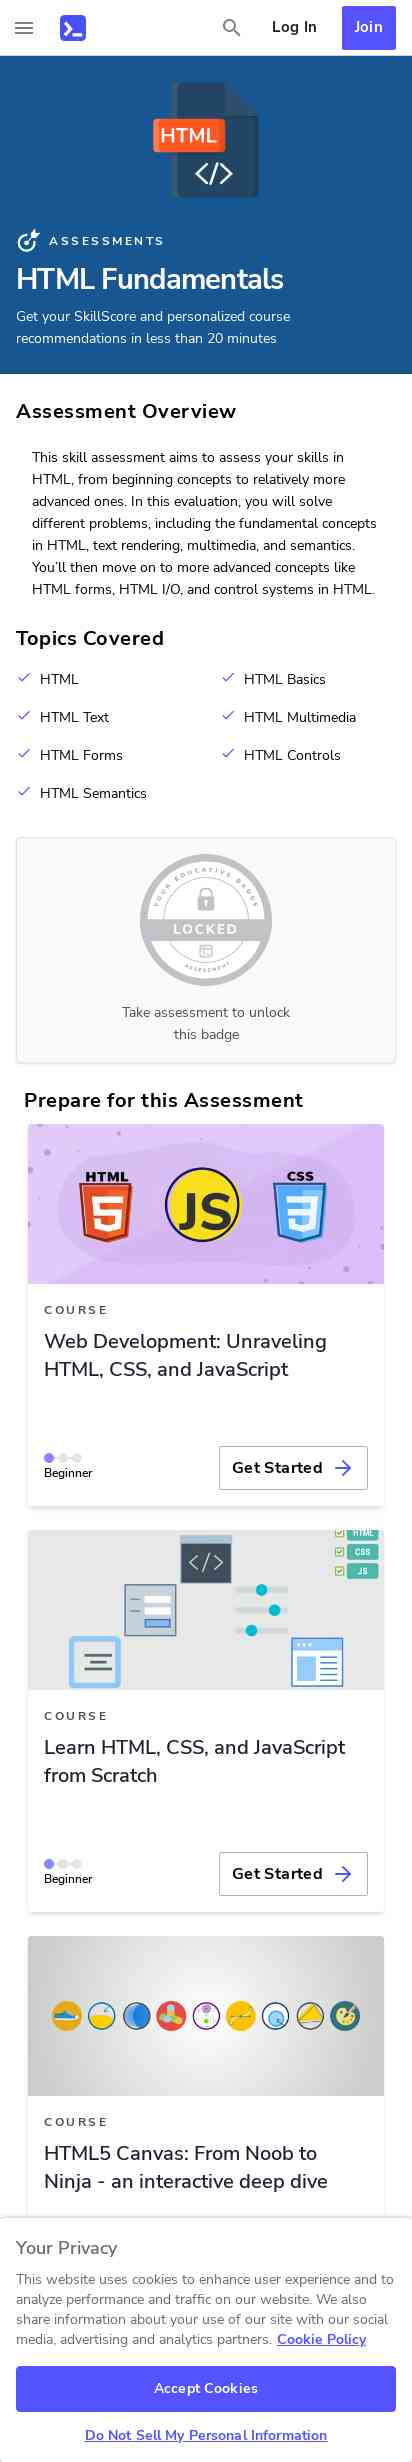 Log In
Join
HTML
</>
ASSESSMENTS
HTML Fundamentals
Get your SkillScore and personalized course
recommendations in less than 20 minutes
Assessment Overview
This skill assessment aims to assess your skills in
HTML, from beginning concepts to relatively more
advanced ones. In this evaluation, you will solve
different problems, including the fundamental concepts
in HTML, text rendering, multimedia, and semantics.
You’ll then move on to more advanced concepts like
HTML forms, HTML I/O, and control systems in HTML.
Topics Covered
HTML
HTML Basics
HTML Text
HTML Multimedia
HTML Forms
HTML Controls
HTML Semantics
YOUR EDUCATIVE BADGE
LOCKED
ASSESSMENT
Take assessment to unlock
this badge
Prepare for this Assessment
HTML
5
JS
CSS
3
COURSE
Web Development: Unraveling
HTML, CSS, and JavaScript
Beginner
Get Started
</>
HTML
CSS
JS
COURSE
Learn HTML, CSS, and JavaScript
from Scratch
Beginner
Get Started
COURSE
HTML5 Canvas: From Noob to
Ninja - an interactive deep dive
Your Privacy
This website uses cookies to enhance user experience and to
analyze performance and traffic on our website. We also
share information about your use of our site with our social
media, advertising and analytics partners. Cookie Policy
Accept Cookies
Do Not Sell My Personal Information